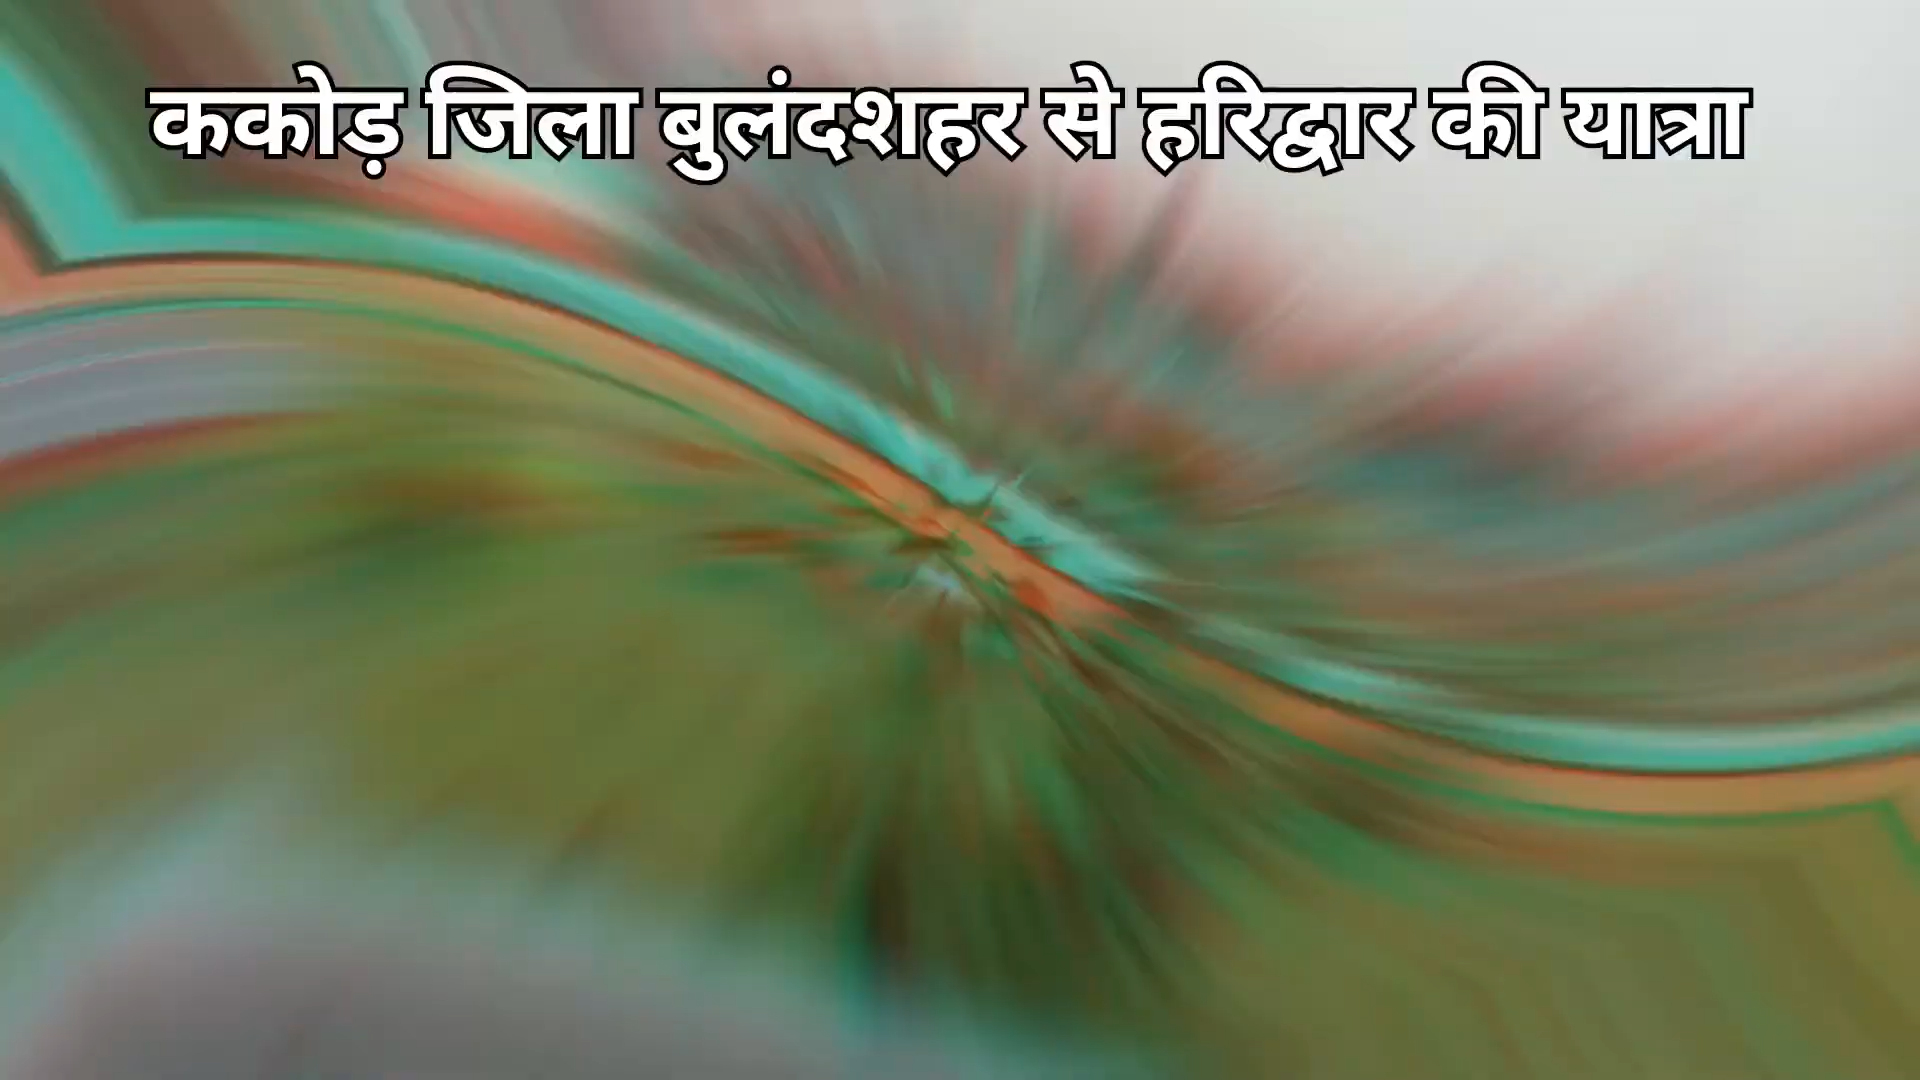 ककोड़ जिला बुलंदशहर से हरिद्वार की यात्रा